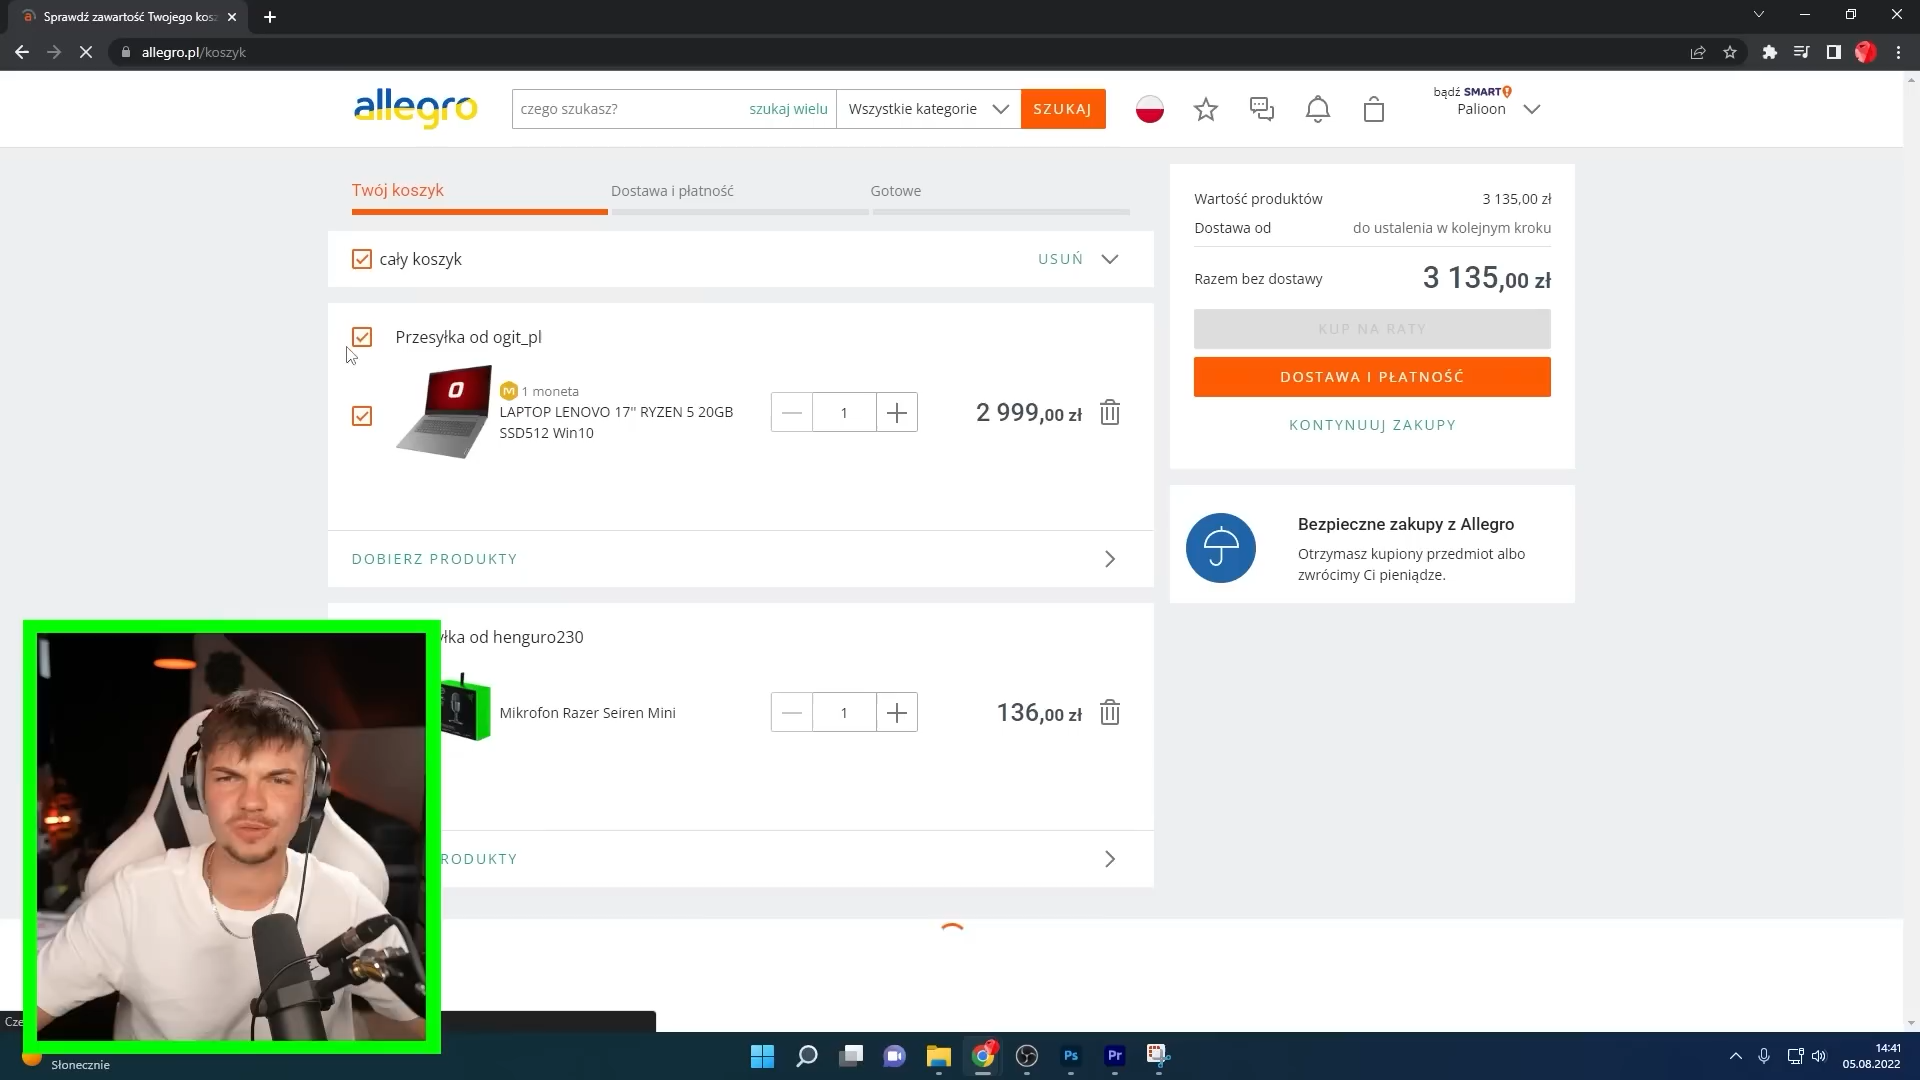 Sprawdź zawartość Twojego kosz
allegro.pl/koszyk
allegro
czego szukasz?
szukaj wielu
Wszystkie kategorie
SZUKAJ
bądź SMART!
Palioon
Twój koszyk
Dostawa i płatność
Gotowe
cały koszyk
USUŃ
Przesyłka od ogit_pl
1 moneta
LAPTOP LENOVO 17" RYZEN 5 20GB
SSD512 Win10
1
2 999,00 zł
DOBIERZ PRODUKTY
yłka od henguro230
Mikrofon Razer Seiren Mini
1
136,00 zł
RODUKTY
Wartość produktów
3 135,00 zł
Dostawa od
do ustalenia w kolejnym kroku
Razem bez dostawy
3 135,00 zł
KUP NA RATY
DOSTAWA I PŁATNOŚĆ
KONTYNUUJ ZAKUPY
Bezpieczne zakupy z Allegro
Otrzymasz kupiony przedmiot albo
zwrócimy Ci pieniądze.
Cze
Słonecznie
Ps
Pr
14:41
05.08.2022